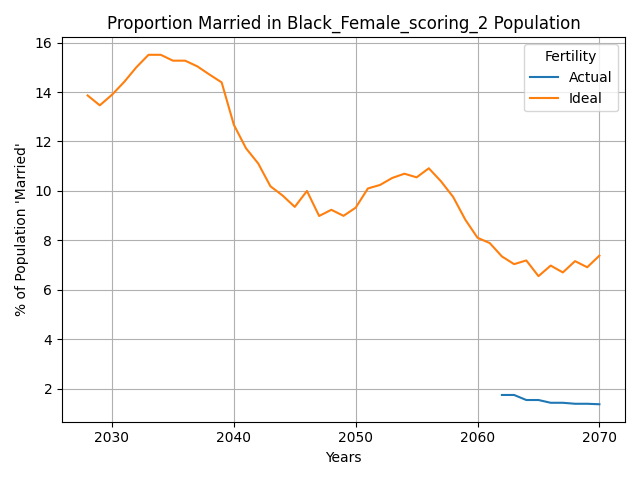 Proportion Married in Black_Female_scoring_2 Population
Fertility
Actual
Ideal
% of Population 'Married'
16
14
12
10
8
6
4
2
2030 2040 2050 2060 2070
Years